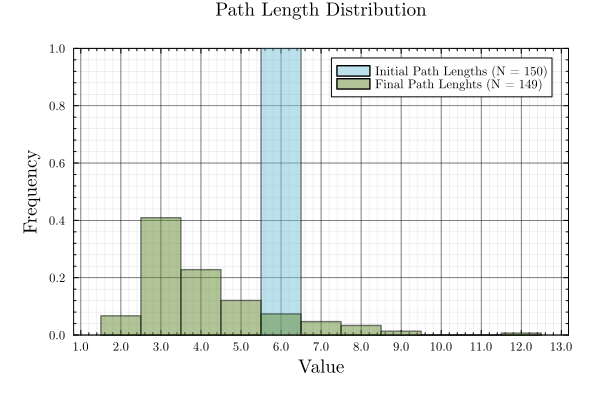 Path Length Distribution
1.0
Initial Path Lengths (N = 150)
Final Path Lenghts (N = 149)
0.8
0.6
0.4
0.2
0.0
Frequency
1.0 2.0 3.0 4.0 5.0 6.0 7.0 8.0 9.0 10.0 11.0 12.0 13.0
Value